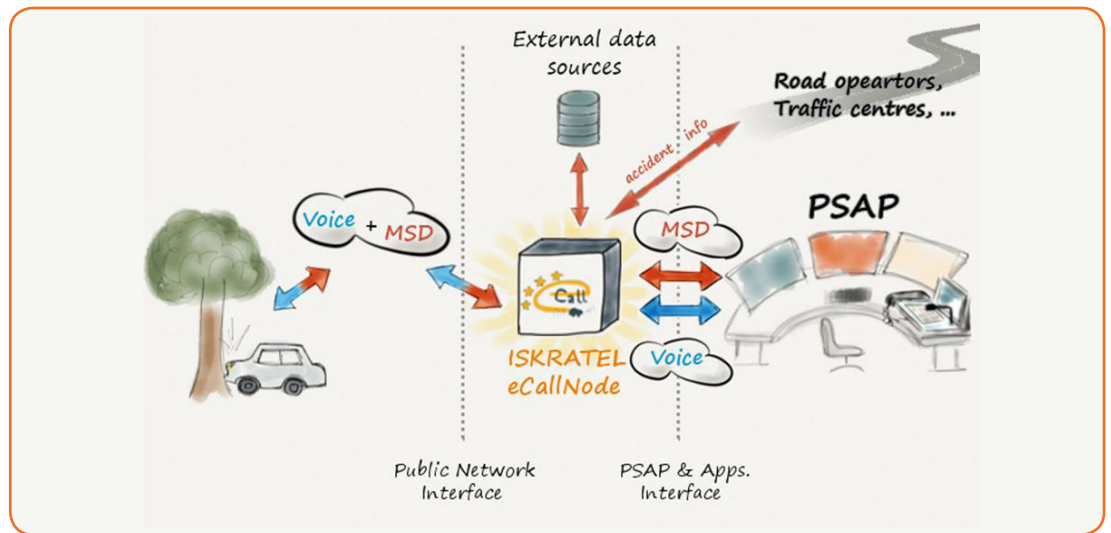 External data
sources
Road opeartors,
Traffic centres, ...
accident info
Voice + MSD
MSD
PSAP
Call
ISKRATEL
eCallNode
Voice
Public Network
Interface
PSAP & Apps.
Interface